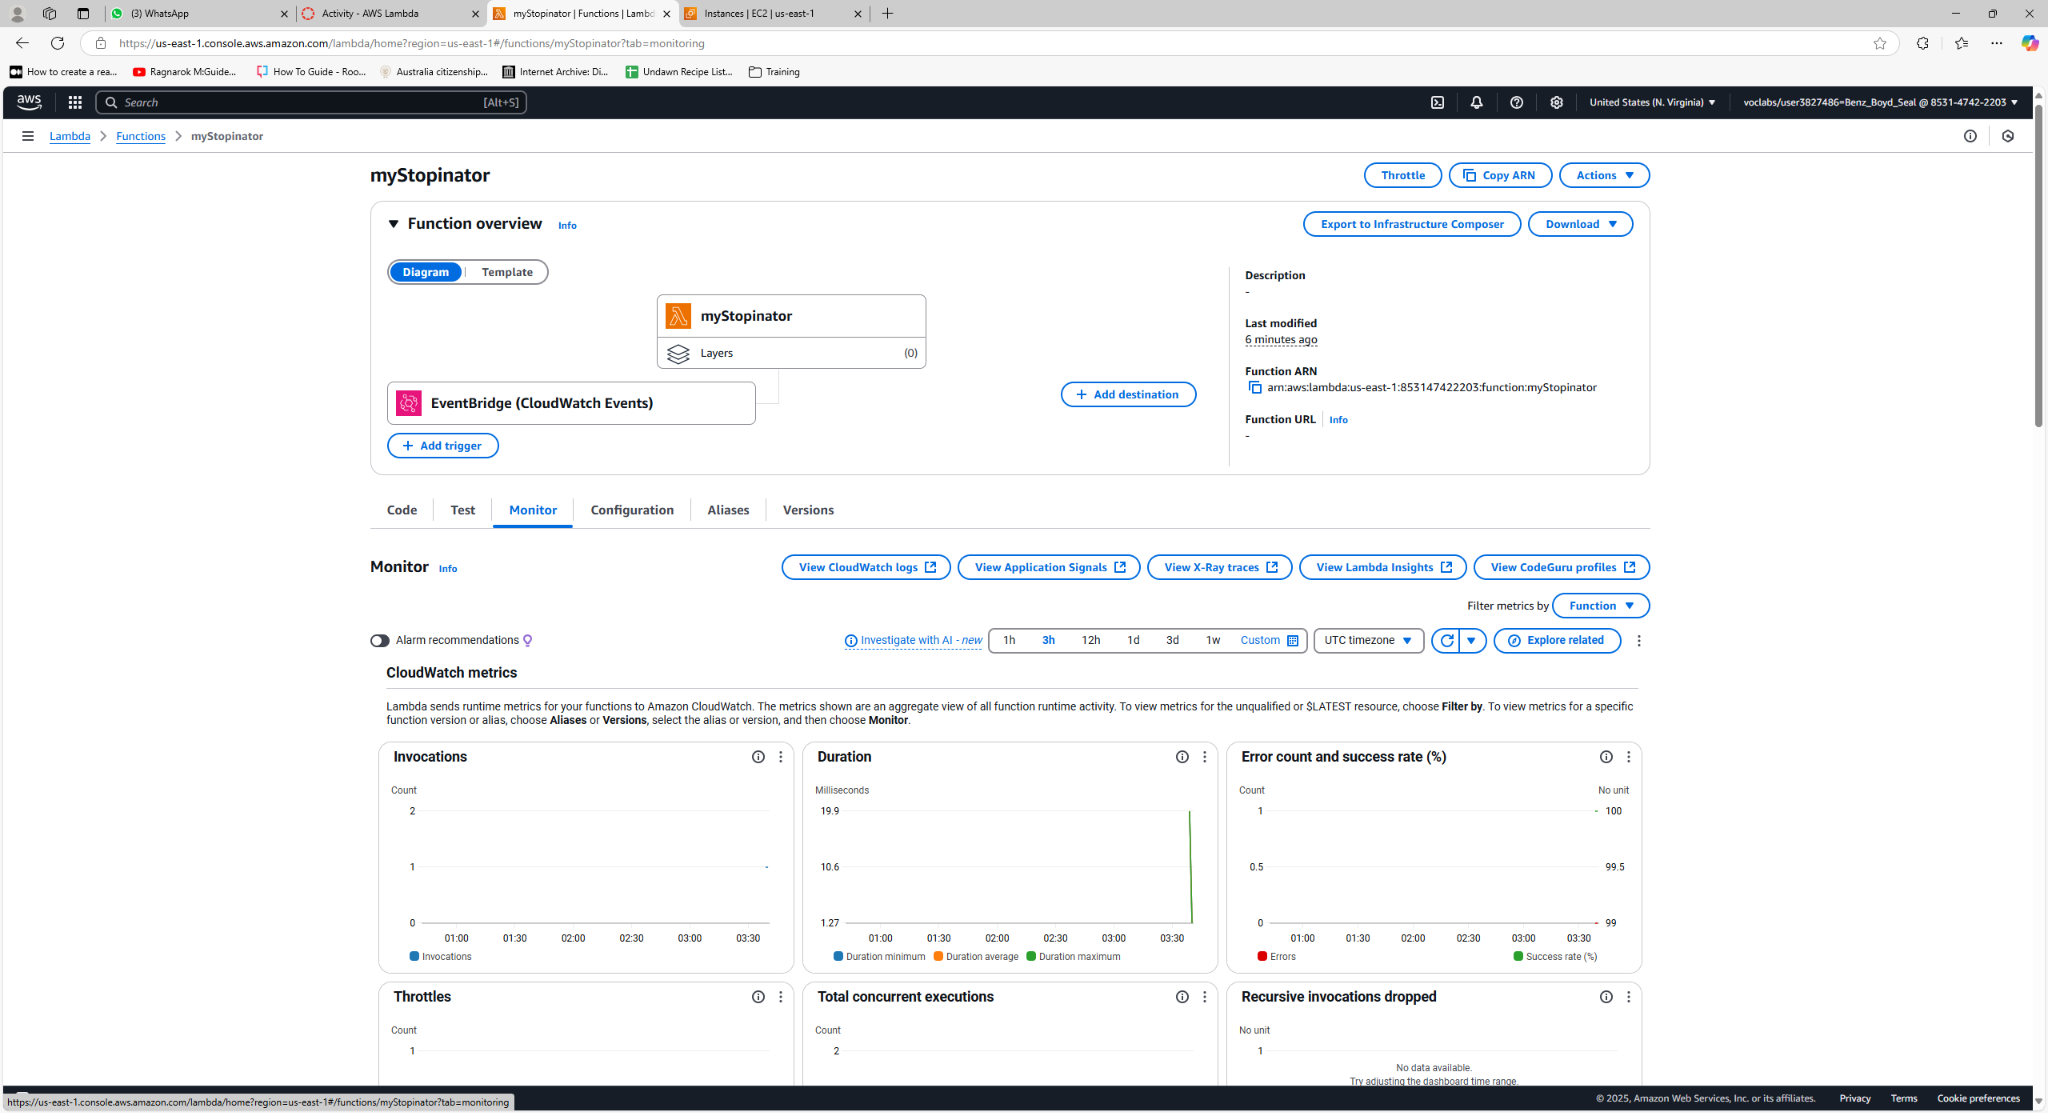 (3) WhatsApp
Activity - AWS Lambda
myStopinator | Functions | Lambd
Instances | EC2 | us-east-1
https://us-east-1.console.aws.amazon.com/lambda/home?region=us-east-1#/functions/myStopinator?tab=monitoring
How to create a rea...
Ragnarok M:Guide...
How To Guide - Roo...
Australia citizenship...
Internet Archive: Di...
Undawn Recipe List...
Training
aws
Search
[Alt+S]
United States (N. Virginia)
voclabs/user3827486=Benz_Boyd_Seal @ 8531-4742-2203
Lambda > Functions > myStopinator
myStopinator
Throttle
Copy ARN
Actions
Function overview
Info
Export to Infrastructure Composer
Download
Diagram
Template
myStopinator
Layers
(0)
EventBridge (CloudWatch Events)
+ Add trigger
+ Add destination
Description
-
Last modified
6 minutes ago
Function ARN
arn:aws:lambda:us-east-1:853147422203:function:myStopinator
Function URL
Info
-
Code
Test
Monitor
Configuration
Aliases
Versions
Monitor
Info
View CloudWatch logs
View Application Signals
View X-Ray traces
View Lambda Insights
View CodeGuru profiles
Filter metrics by
Function
Alarm recommendations
Investigate with AI - new
1h
3h
12h
1d
3d
1w
Custom
UTC timezone
Explore related
CloudWatch metrics
Lambda sends runtime metrics for your functions to Amazon CloudWatch. The metrics shown are an aggregate view of all function runtime activity. To view metrics for the unqualified or $LATEST resource, choose Filter by. To view metrics for a specific
function version or alias, choose Aliases or Versions, select the alias or version, and then choose Monitor.
Invocations
Count
2
1
0
01:00 01:30 02:00 02:30 03:00 03:30
Invocations
Duration
Milliseconds
19.9
10.6
1.27
01:00 01:30 02:00 02:30 03:00 03:30
Duration minimum
Duration average
Duration maximum
Error count and success rate (%)
Count
No unit
1
100
0.5
99.5
0
99
01:00 01:30 02:00 02:30 03:00 03:30
Errors
Success rate (%)
Throttles
Count
1
Total concurrent executions
Count
2
Recursive invocations dropped
No unit
1
No data available.
Try adjusting the dashboard time range.
https://us-east-1.console.aws.amazon.com/lambda/home?region=us-east-1#/functions/myStopinator?tab=monitoring
© 2025, Amazon Web Services, Inc. or its affiliates.
Privacy
Terms
Cookie preferences